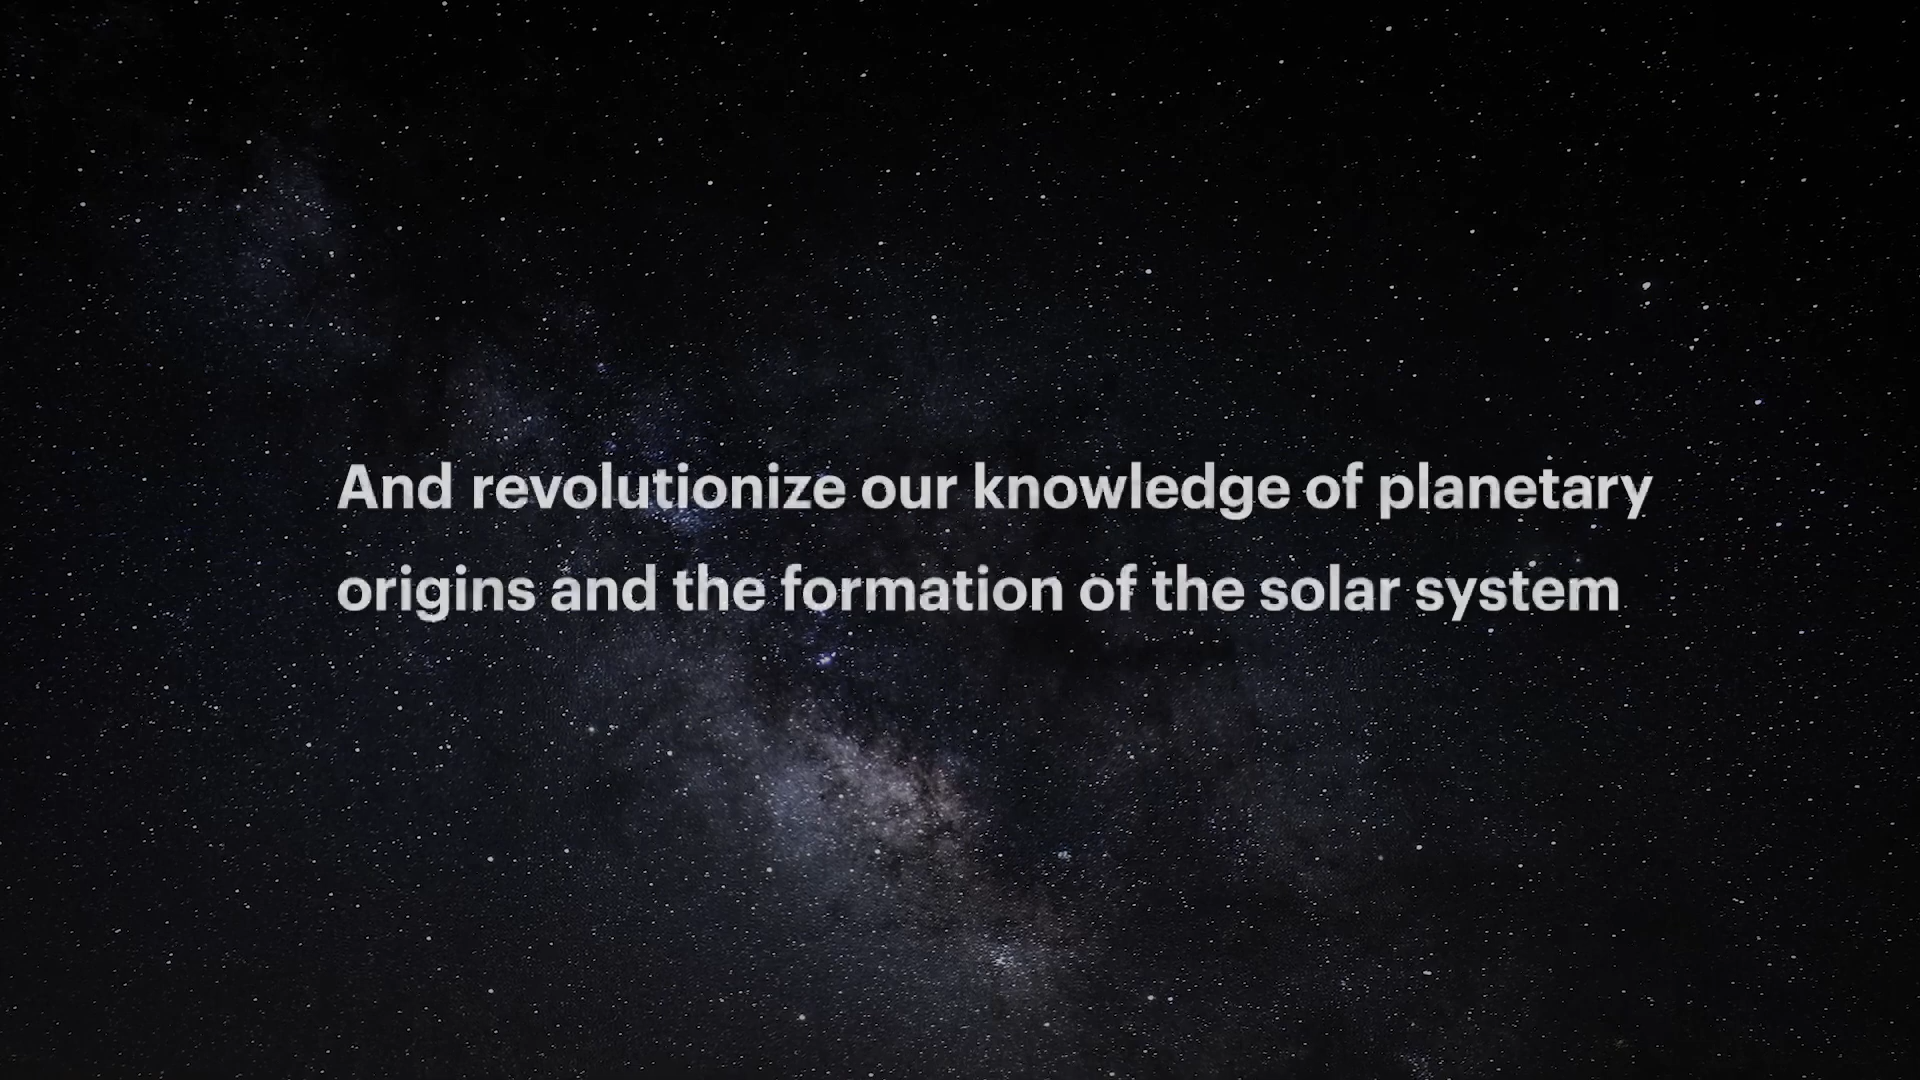 And revolutionize our knowledge of planetary
origins and the formation of the solar system